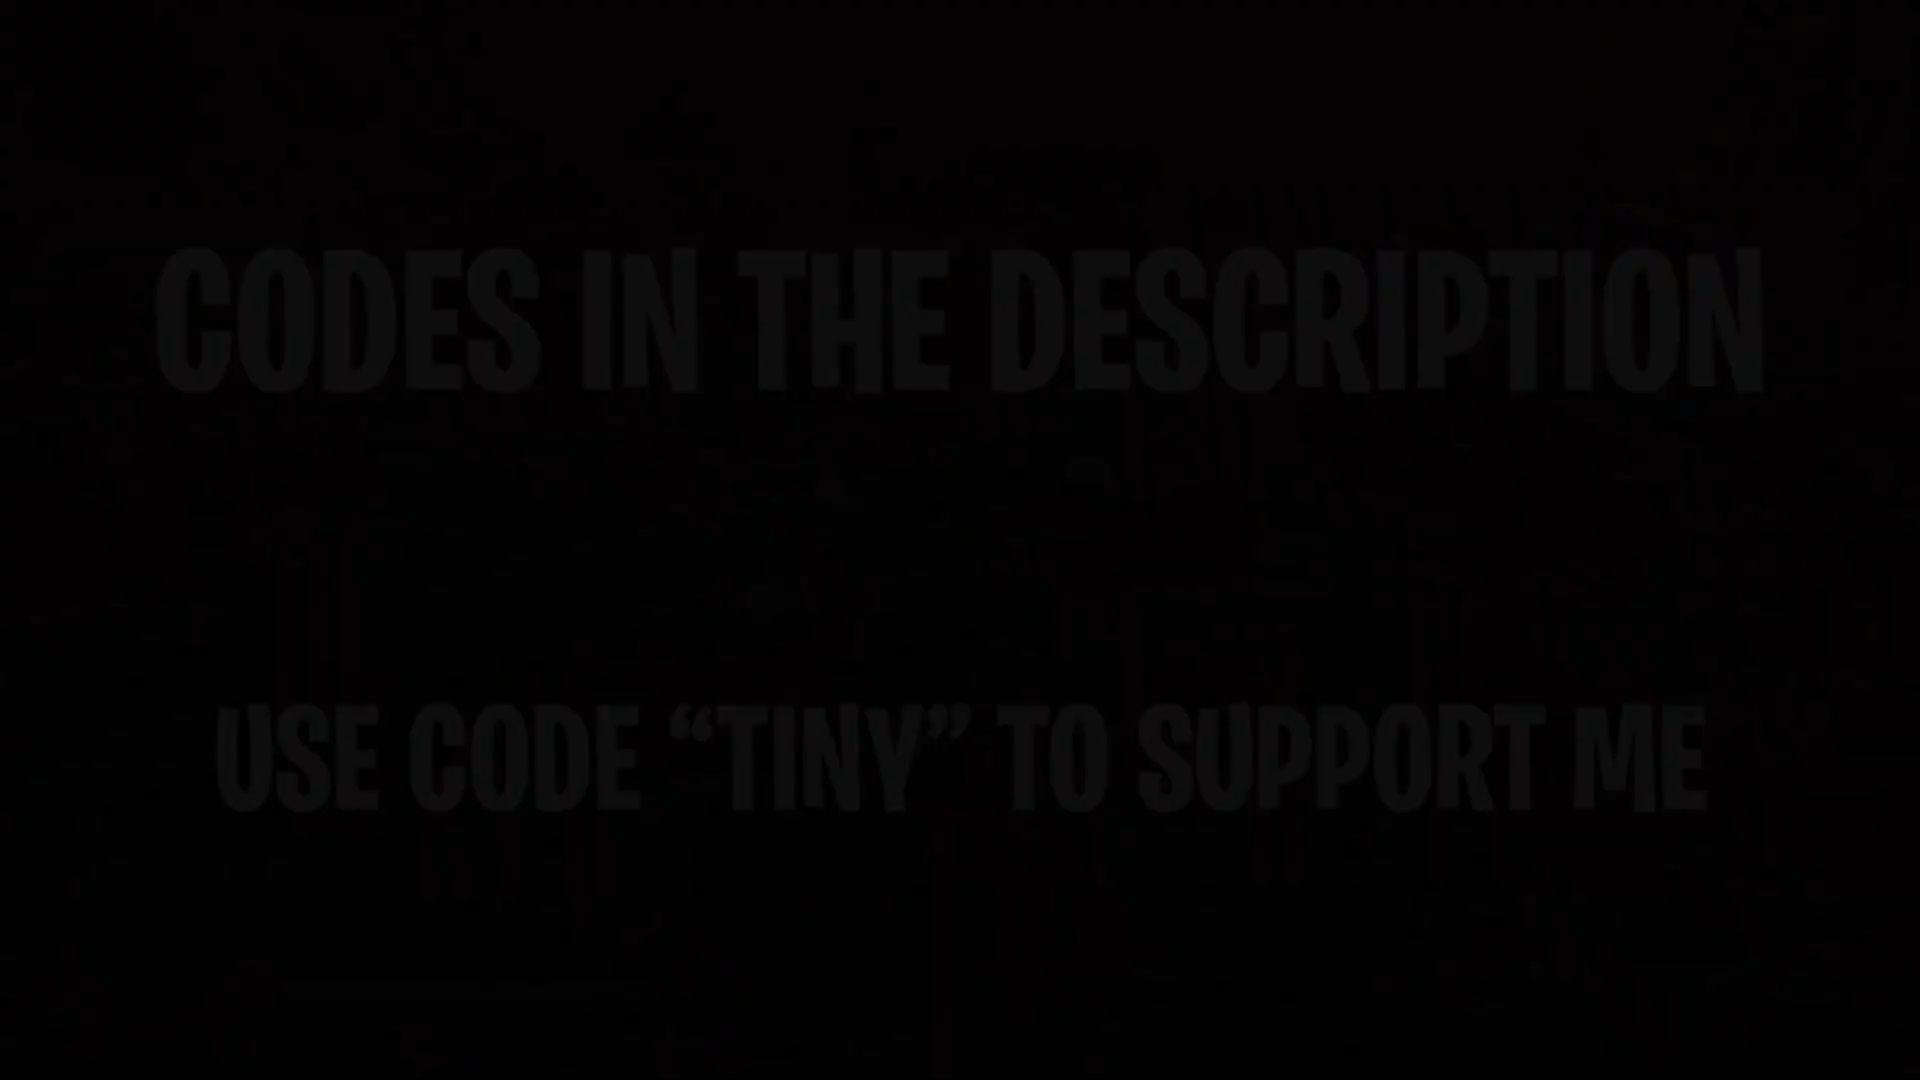 CODES IN THE DESCRIPTION
USE CODE “TINY” TO SUPPORT ME